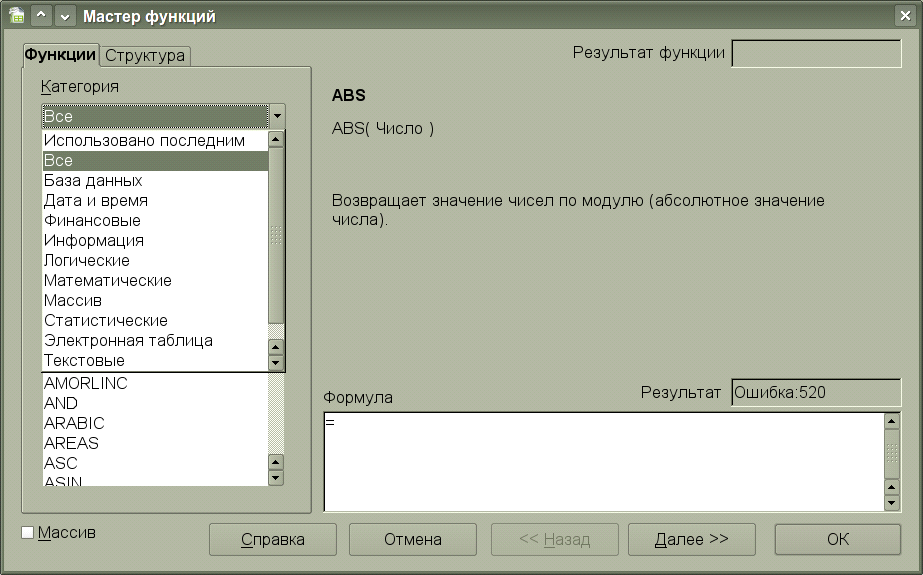 Мастер функций
Функции
Структура
Результат функции
Категория
Все
Использовано последним
Все
База данных
Дата и время
Финансовые
Информация
Логические
Математические
Массив
Статистические
Электронная таблица
Текстовые
AMORLINC
AND
ARABIC
AREAS
ASC
ASIN
ABS
ABS( Число )
Возвращает значение чисел по модулю (абсолютное значение
числа).
Формула
Результат
Ошибка:520
=
Массив
Справка
Отмена
<< Назад
Далее >>
ОК